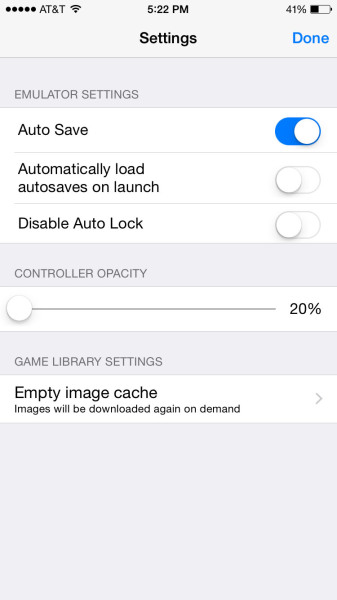 AT&T 5:22 PM 41%
Settings Done
EMULATOR SETTINGS
Auto Save
Automatically load
autosaves on launch
Disable Auto Lock
CONTROLLER OPACITY
20%
GAME LIBRARY SETTINGS
Empty image cache
Images will be downloaded again on demand